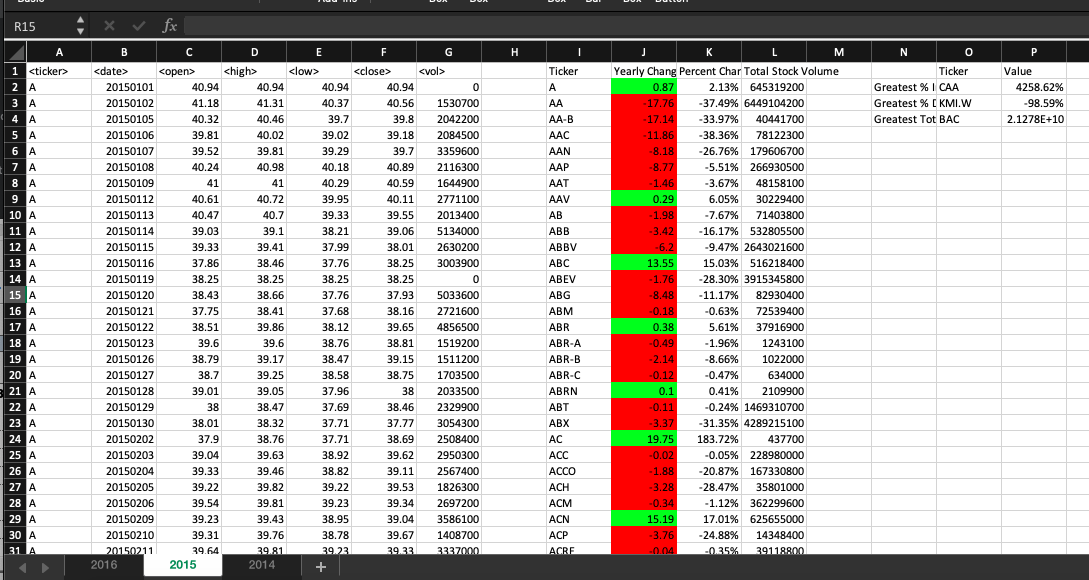 R15 fx
A B C D E F G H I J K L M N O P
1 <ticker> <date> <open> <high> <low> <close> <vol> Ticker Yearly Chang Percent Char Total Stock Volume Ticker Value
2 A 20150101 40.94 40.94 40.94 40.94 0 A 0.87 2.13% 645319200 Greatest % I CAA 4258.62%
3 A 20150102 41.18 41.31 40.37 40.56 1530700 AA -17.76 -37.49% 6449104200 Greatest % D KMI.W -98.59%
4 A 20150105 40.32 40.46 39.7 39.8 2042200 AA-B -17.14 -33.97% 40441700 Greatest Tot BAC 2.1278E+10
5 A 20150106 39.81 40.02 39.02 39.18 2084500 AAC -11.86 -38.36% 78122300
6 A 20150107 39.52 39.81 39.29 39.7 3359600 AAN -8.18 -26.76% 179606700
7 A 20150108 40.24 40.98 40.18 40.89 2116300 AAP -8.77 -5.51% 266930500
8 A 20150109 41 41 40.29 40.59 1644900 AAT -1.46 -3.67% 48158100
9 A 20150112 40.61 40.72 39.95 40.11 2771100 AAV 0.29 6.05% 30229400
10 A 20150113 40.47 40.7 39.33 39.55 2013400 AB -1.98 -7.67% 71403800
11 A 20150114 39.03 39.1 38.21 39.06 5134000 ABB -3.42 -16.17% 532805500
12 A 20150115 39.33 39.41 37.99 38.01 2630200 ABBV -6.2 -9.47% 2643021600
13 A 20150116 37.86 38.46 37.76 38.25 3003900 ABC 13.55 15.03% 516218400
14 A 20150119 38.25 38.25 38.25 38.25 0 ABEV -1.76 -28.30% 3915345800
15 A 20150120 38.43 38.66 37.76 37.93 5033600 ABG -8.48 -11.17% 82930400
16 A 20150121 37.75 38.41 37.68 38.16 2721600 ABM -0.18 -0.63% 72539400
17 A 20150122 38.51 39.86 38.12 39.65 4856500 ABR 0.38 5.61% 37916900
18 A 20150123 39.6 39.6 38.76 38.81 1519200 ABR-A -0.49 -1.96% 1243100
19 A 20150126 38.79 39.17 38.47 39.15 1511200 ABR-B -2.14 -8.66% 1022000
20 A 20150127 38.7 39.25 38.58 38.75 1703500 ABR-C -0.12 -0.47% 634000
21 A 20150128 39.01 39.05 37.96 38 2033500 ABRN 0.1 0.41% 2109900
22 A 20150129 38 38.47 37.69 38.46 2329900 ABT -0.11 -0.24% 1469310700
23 A 20150130 38.01 38.32 37.71 37.77 3054300 ABX -3.37 -31.35% 4289215100
24 A 20150202 37.9 38.76 37.71 38.69 2508400 AC 19.75 183.72% 437700
25 A 20150203 39.04 39.63 38.92 39.62 2950300 ACC -0.02 -0.05% 228980000
26 A 20150204 39.33 39.46 38.82 39.11 2567400 ACCO -1.88 -20.87% 167330800
27 A 20150205 39.22 39.82 39.22 39.53 1826300 ACH -3.28 -28.47% 35801000
28 A 20150206 39.54 39.81 39.23 39.34 2697200 ACM -0.34 -1.12% 362299600
29 A 20150209 39.23 39.43 38.95 39.04 3586100 ACN 15.19 17.01% 625655000
30 A 20150210 39.31 39.76 38.78 39.67 1408700 ACP -3.76 -24.88% 14348400
31 A 20150211 39.64 39.81 39.23 39.33 3337000 ACRE -0.04 -0.35% 39118800
2016 2015 2014 +